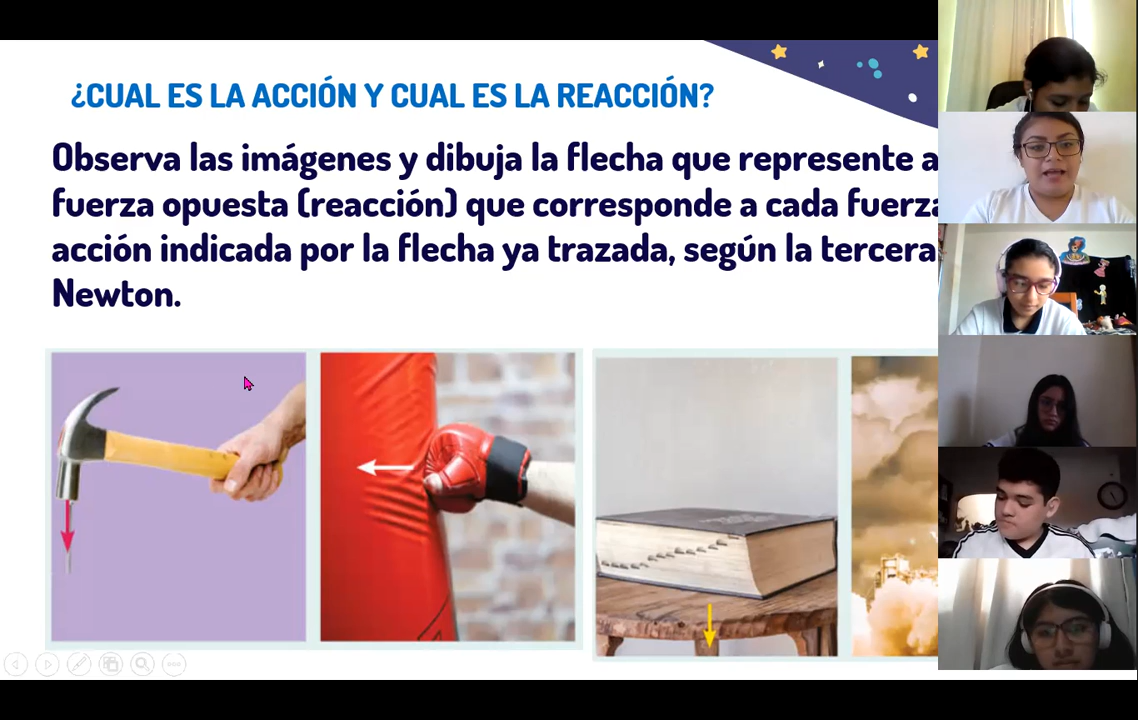 ¿CUAL ES LA ACCIÓN Y CUAL ES LA REACCIÓN?
Observa las imágenes y dibuja la flecha que represente a
fuerza opuesta (reacción) que corresponde a cada fuerza
acción indicada por la flecha ya trazada, según la tercera
Newton.